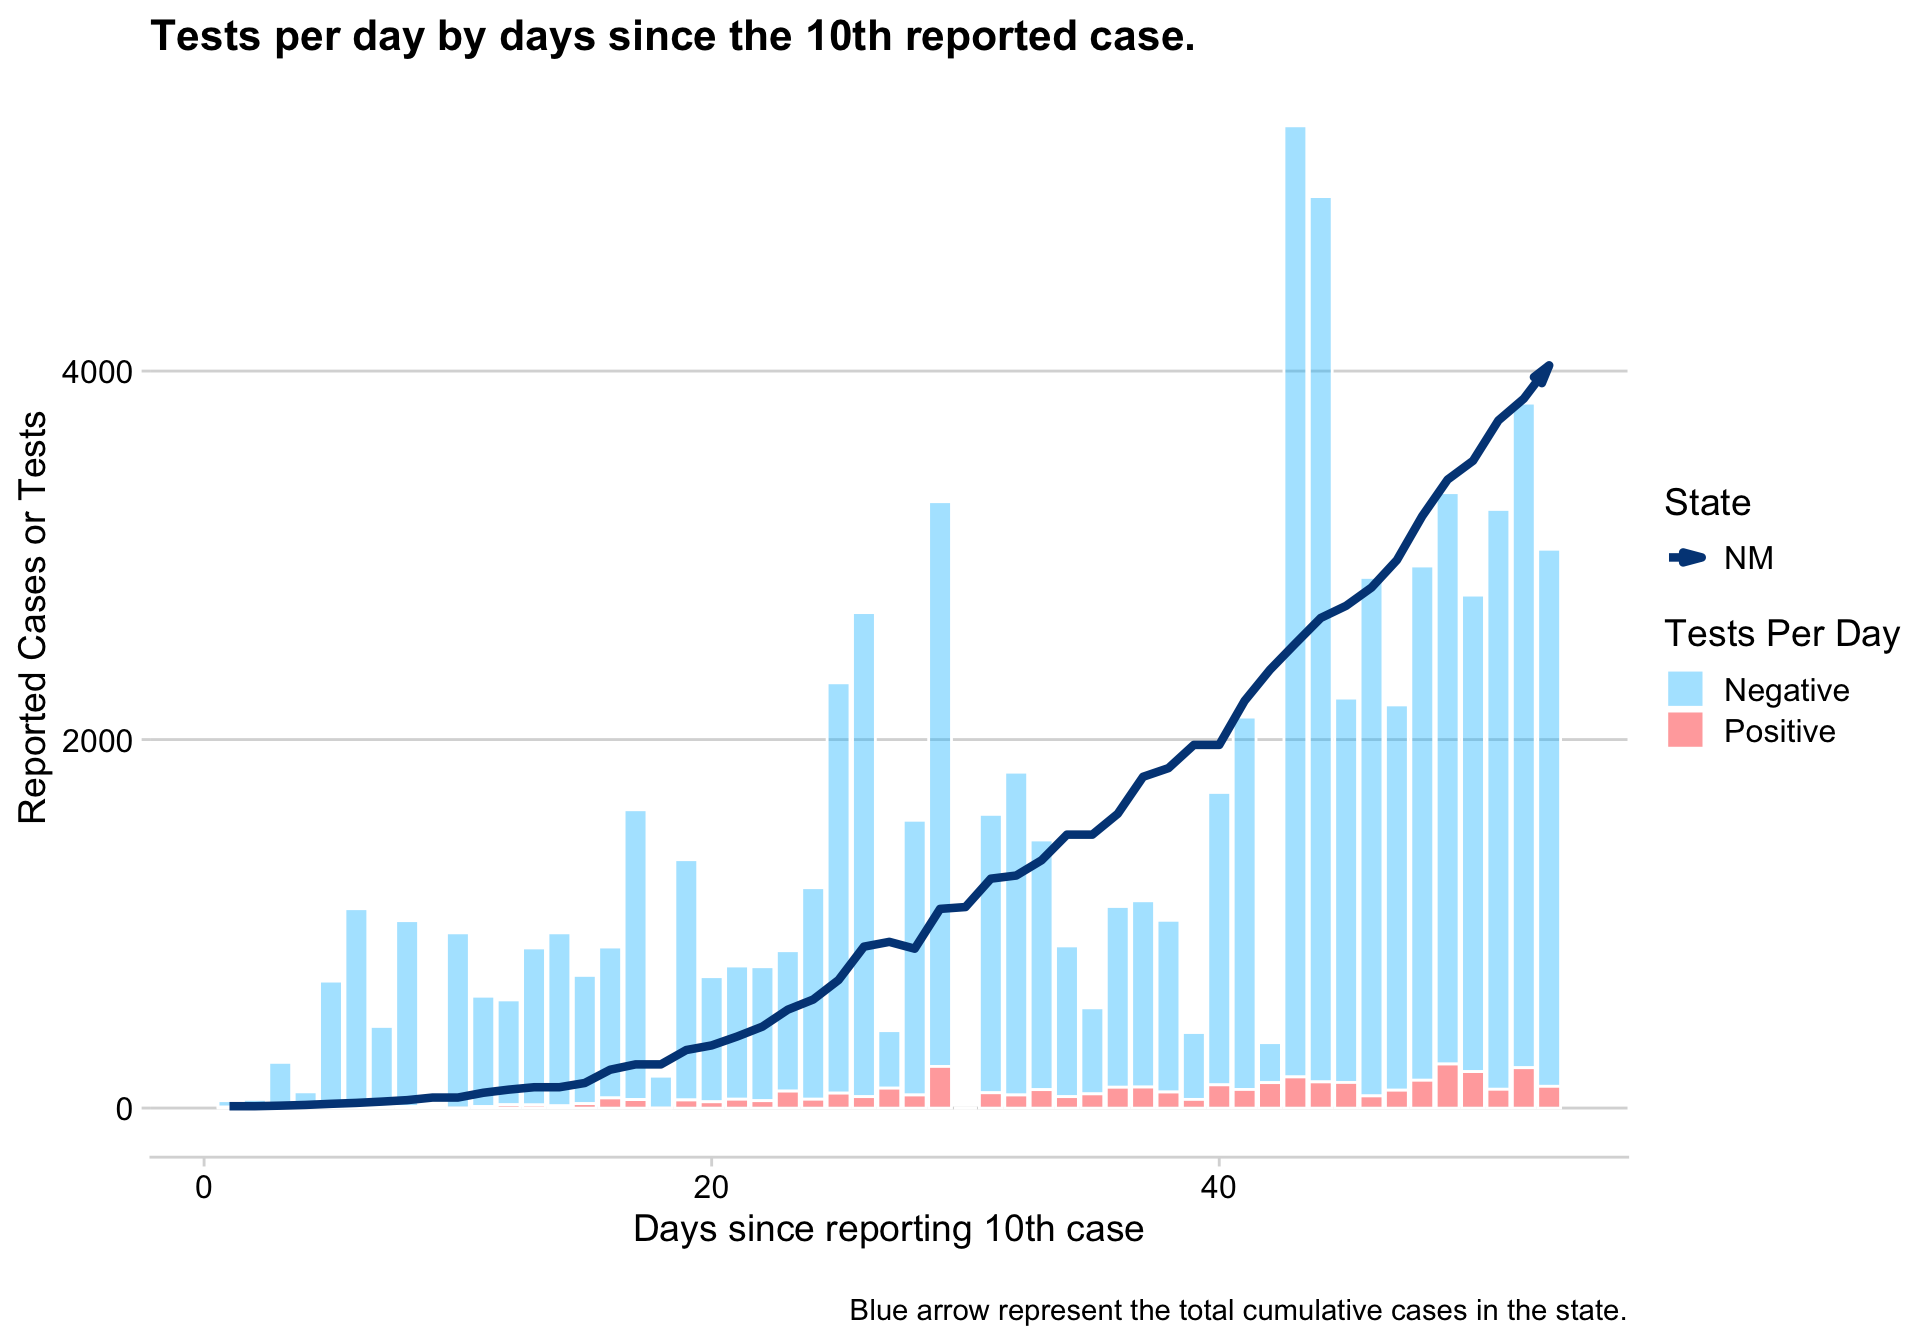 Tests per day by days since the 10th reported case.
4000
2000
0
Reported Cases or Tests
0
20
40
Days since reporting 10th case
State
NM
Tests Per Day
Negative
Positive
Blue arrow represent the total cumulative cases in the state.